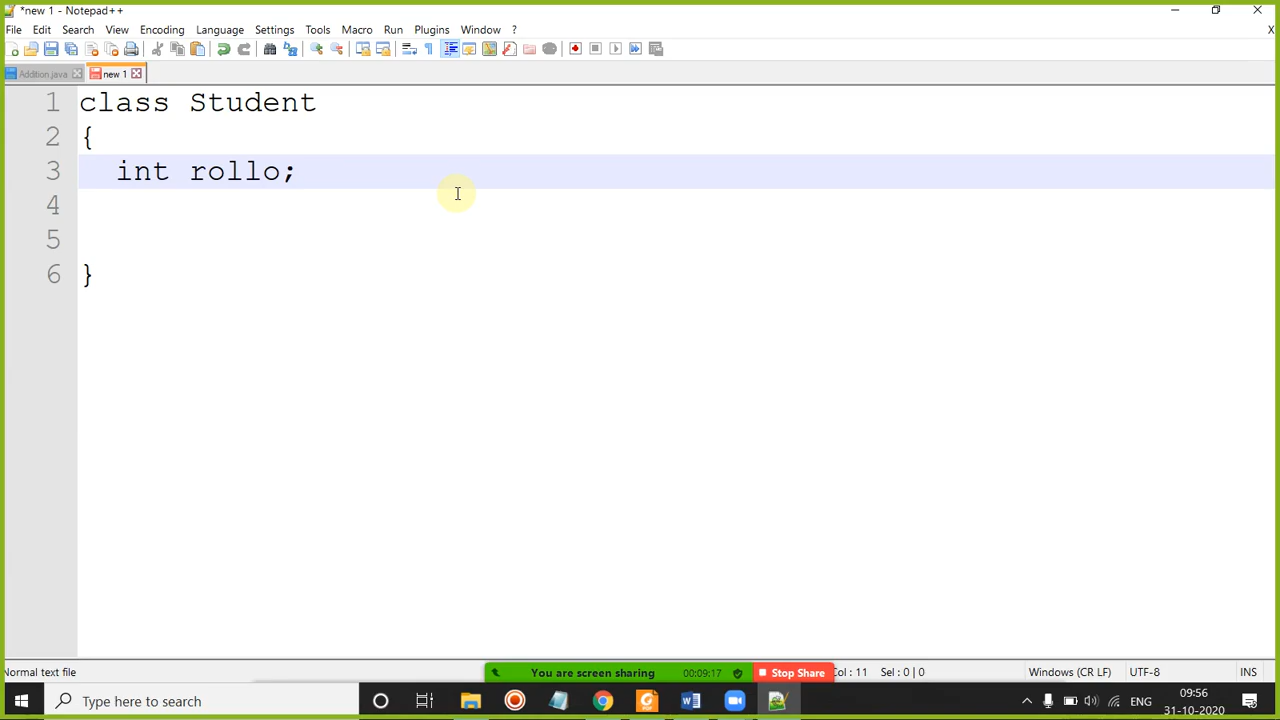 *new 1 - Notepad++
File Edit Search View Encoding Language Settings Tools Macro Run Plugins Window ? X
Addition.java new 1
1 class Student
2 {
3 int rollo;
4
5
6 }
Normal text file Col : 11 Sel : 0 | 0 Windows (CR LF) UTF-8 INS
You are screen sharing 00:09:17 Stop Share
Type here to search ENG 09:56
31-10-2020